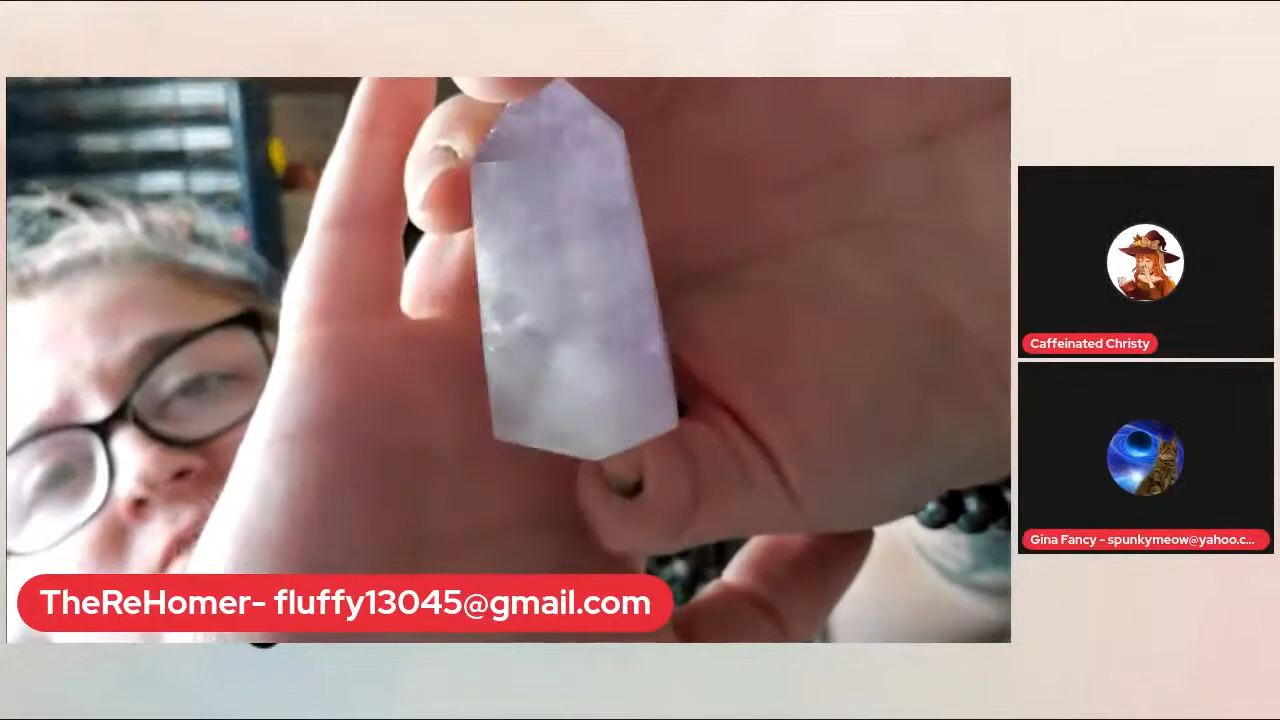 TheReHomer- fluffy13045@gmail.com
Caffeinated Christy
Gina Fancy - spunkymeow@yahoo.c...